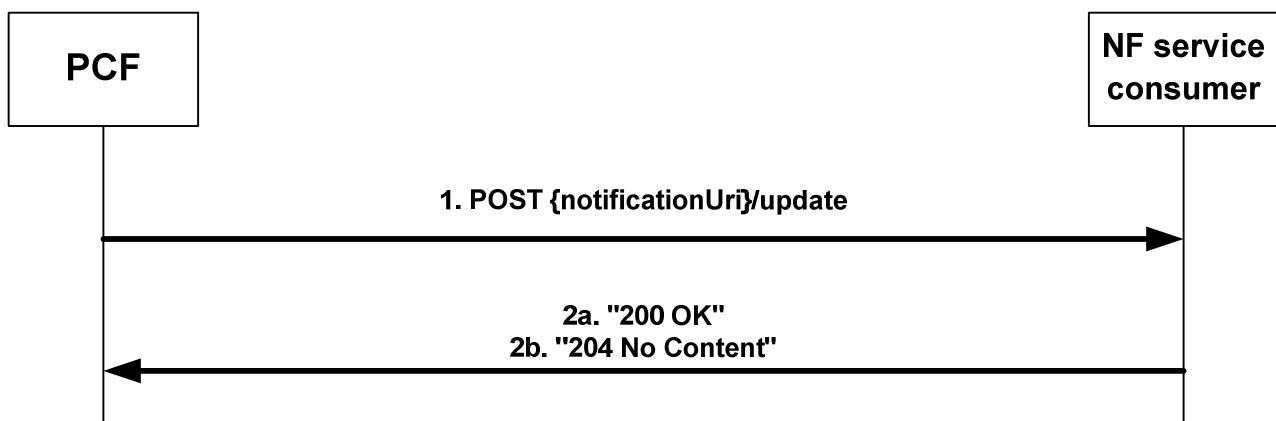 PCF
NF service
consumer
1. POST {notificationUri}/update
2a. "200 OK"
2b. "204 No Content"